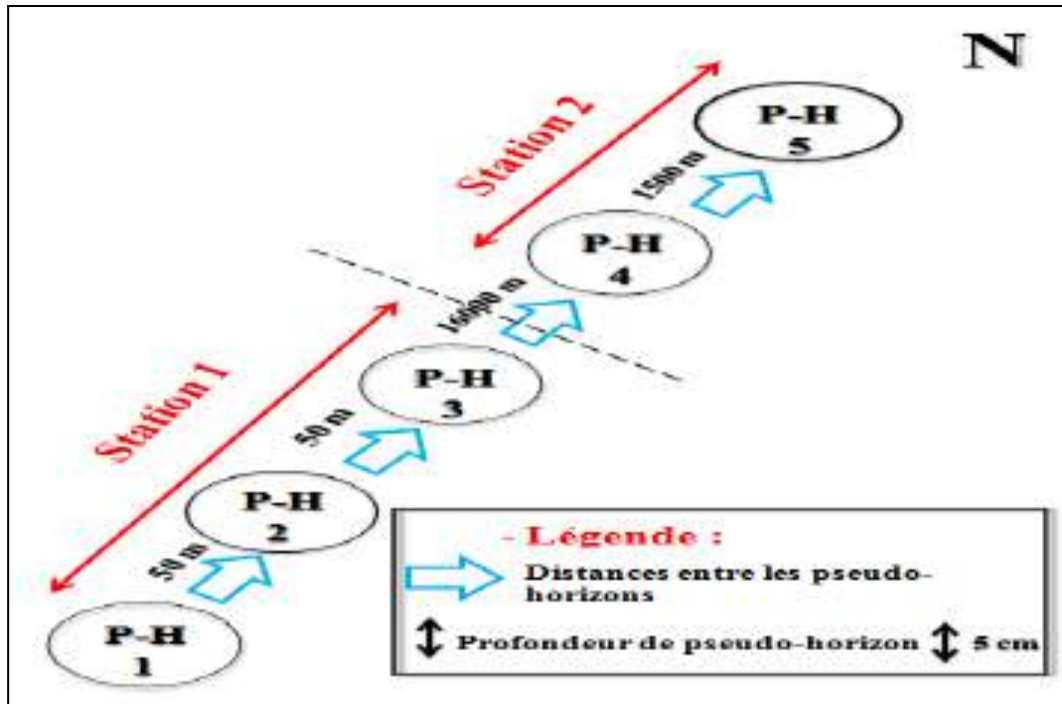 N
P-H
5
Station 2
1500 m
P-H
4
16000 m
P-H
3
Station 1
50 m
P-H
2
50 m
P-H
1
- Légende :
Distances entre les pseudo-
horizons
Profondeur de pseudo-horizon 5 cm